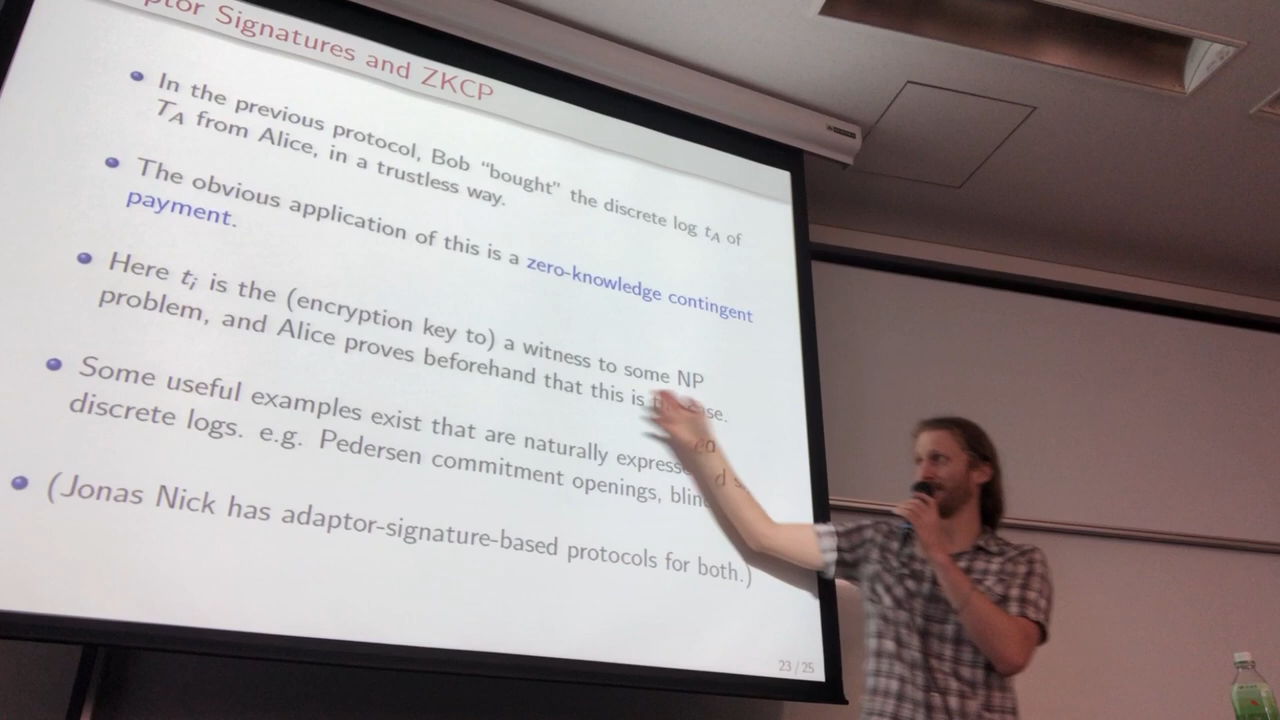 ptor Signatures and ZKCP
In the previous protocol, Bob “bought” the discrete log tA of
TA from Alice, in a trustless way.
The obvious application of this is a zero-knowledge contingent
payment.
Here ti is the (encryption key to) a witness to some NP
problem, and Alice proves beforehand that this is
Some useful examples exist that are naturally
discrete logs. e.g. Pedersen commitment openings,
(Jonas Nick has adaptor-signature-based protocols for both.)
23 / 25